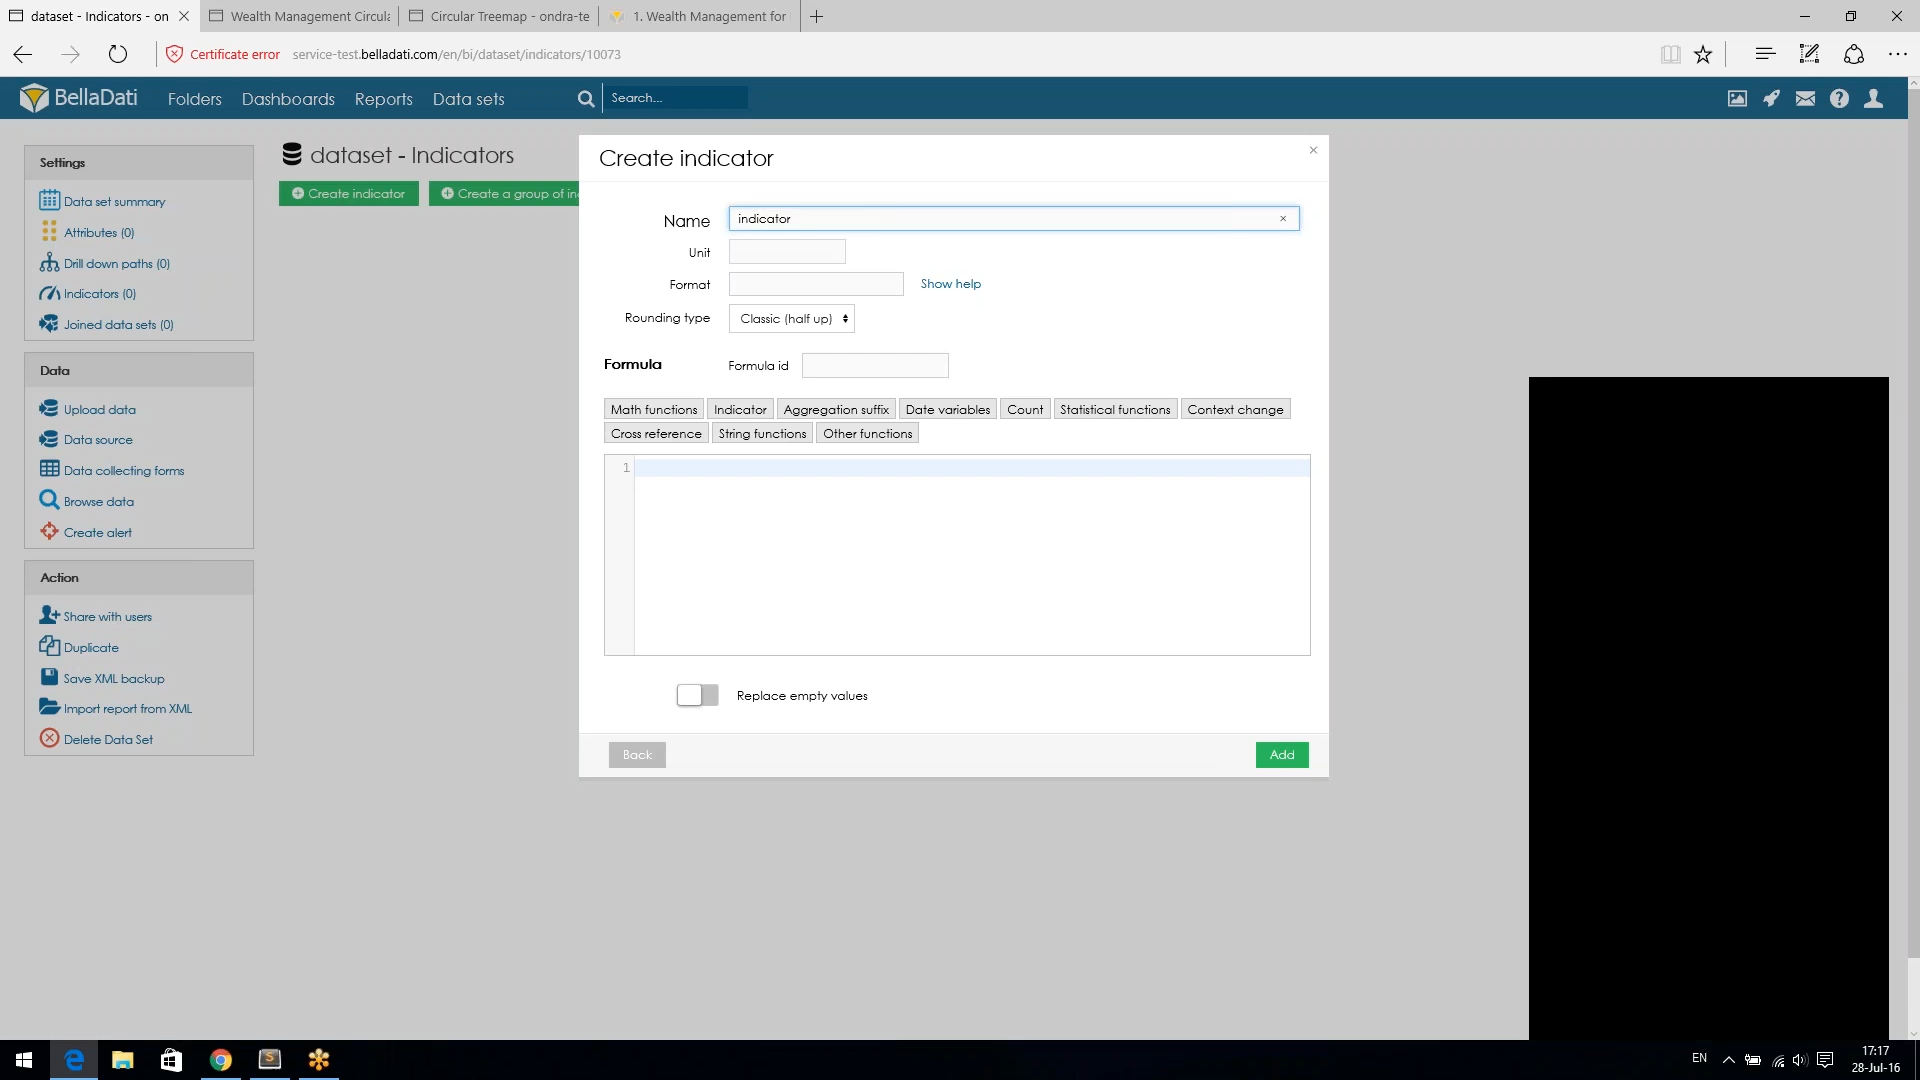 dataset - Indicators - on
Wealth Management Circula
Circular Treemap - ondra-te
1. Wealth Management for
Certificate error
service-test.belladati.com/en/bi/dataset/indicators/10073
BellaDati
Folders
Dashboards
Reports
Data sets
Search...
Settings
Data set summary
Attributes (0)
Drill down paths (0)
Indicators (0)
Joined data sets (0)
Data
Upload data
Data source
Data collecting forms
Browse data
Create alert
Action
Share with users
Duplicate
Save XML backup
Import report from XML
Delete Data Set
dataset - Indicators
Create indicator
Create a group of in
Create indicator
×
Name
indicator
×
Unit
Format
Show help
Rounding type
Classic (half up)
Formula
Formula id
Math functions
Indicator
Aggregation suffix
Date variables
Count
Statistical functions
Context change
Cross reference
String functions
Other functions
1
Replace empty values
Back
Add
EN
17:17
28-Jul-16